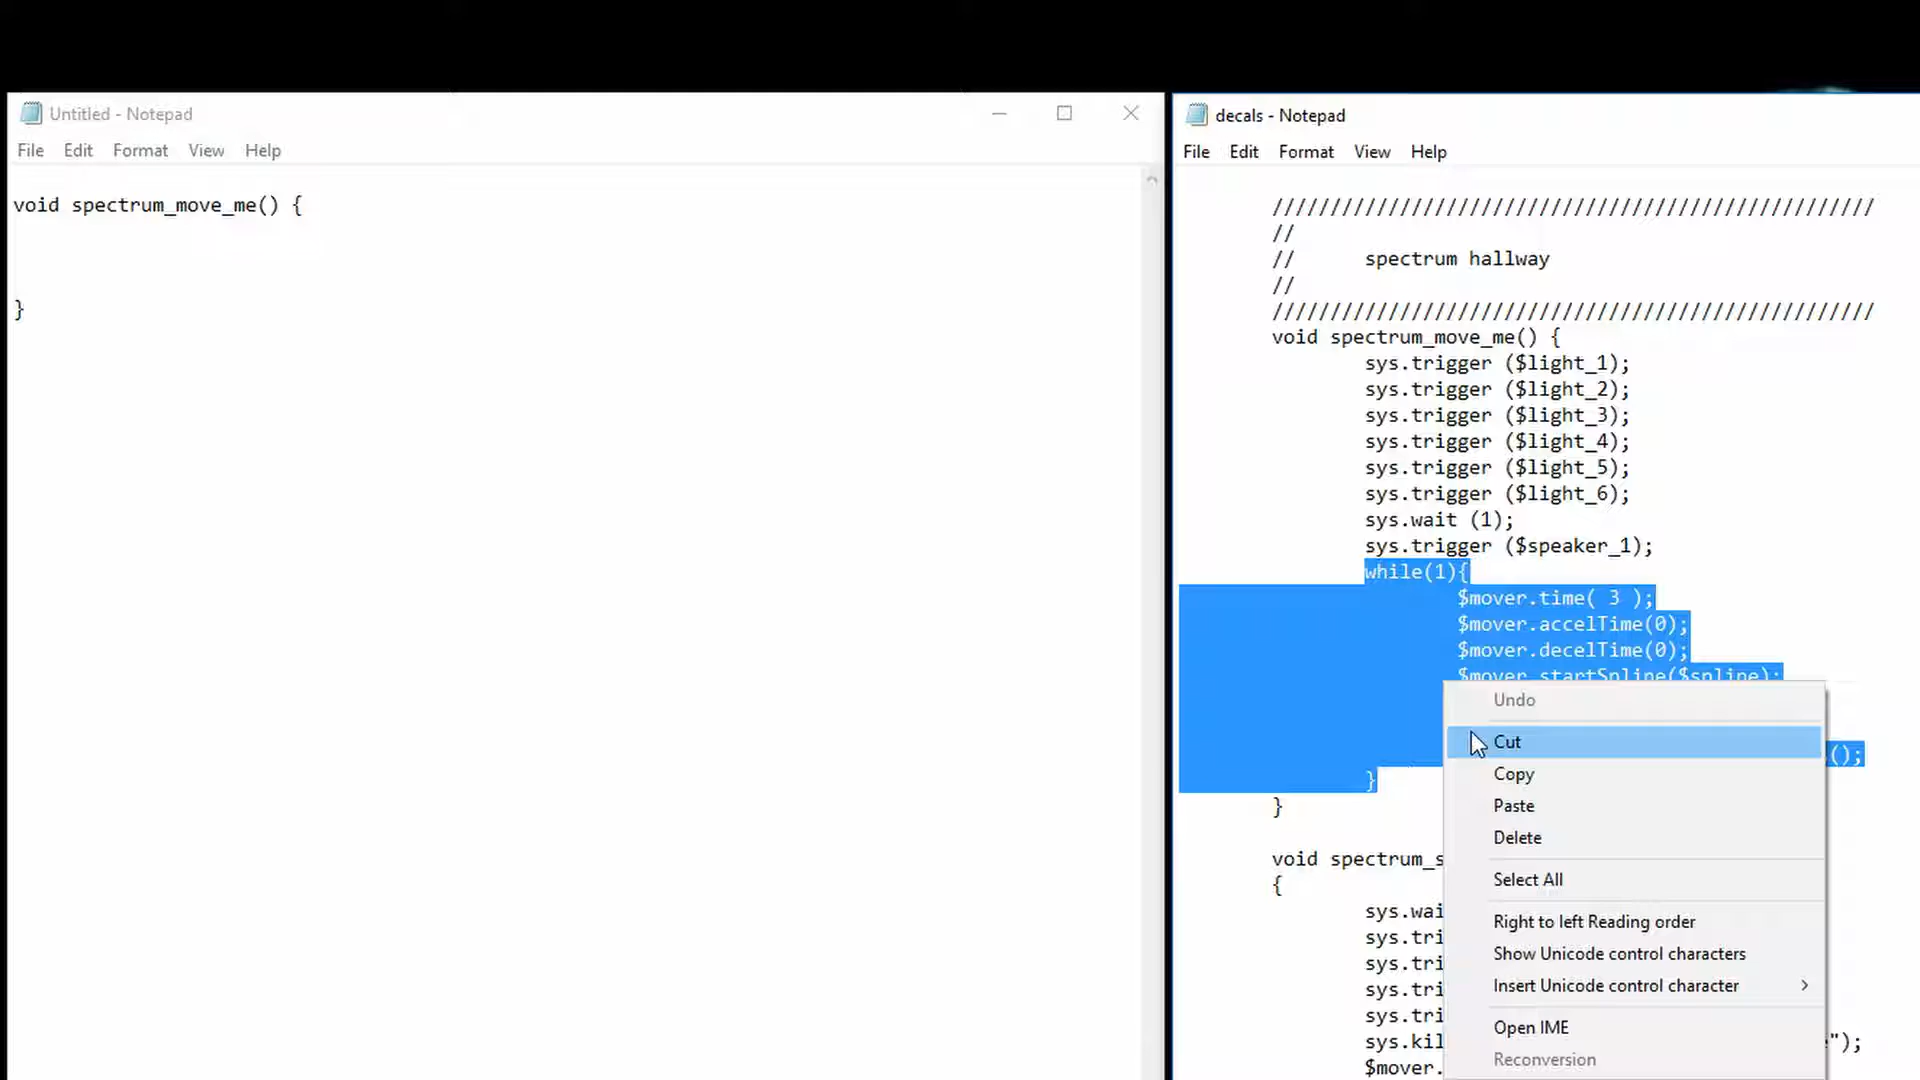 Untitled - Notepad
File Edit Format View Help
void spectrum_move_me() {
}
decals - Notepad
File Edit Format View Help
////////////////////////////////////////////////////
//
// spectrum hallway
//
////////////////////////////////////////////////////
void spectrum_move_me() {
sys.trigger ($light_1);
sys.trigger ($light_2);
sys.trigger ($light_3);
sys.trigger ($light_4);
sys.trigger ($light_5);
sys.trigger ($light_6);
sys.wait (1);
sys.trigger ($speaker_1);
while(1){
$mover.time( 3 );
$mover.accelTime(0);
$mover.decelTime(0);
$mover.startSpline($spline);
();
}
}
void spectrum_s
{
sys.wai
sys.tri
sys.tri
sys.tri
sys.tri
sys.kil
");
$mover.
Undo
Cut
Copy
Paste
Delete
Select All
Right to left Reading order
Show Unicode control characters
Insert Unicode control character
Open IME
Reconversion